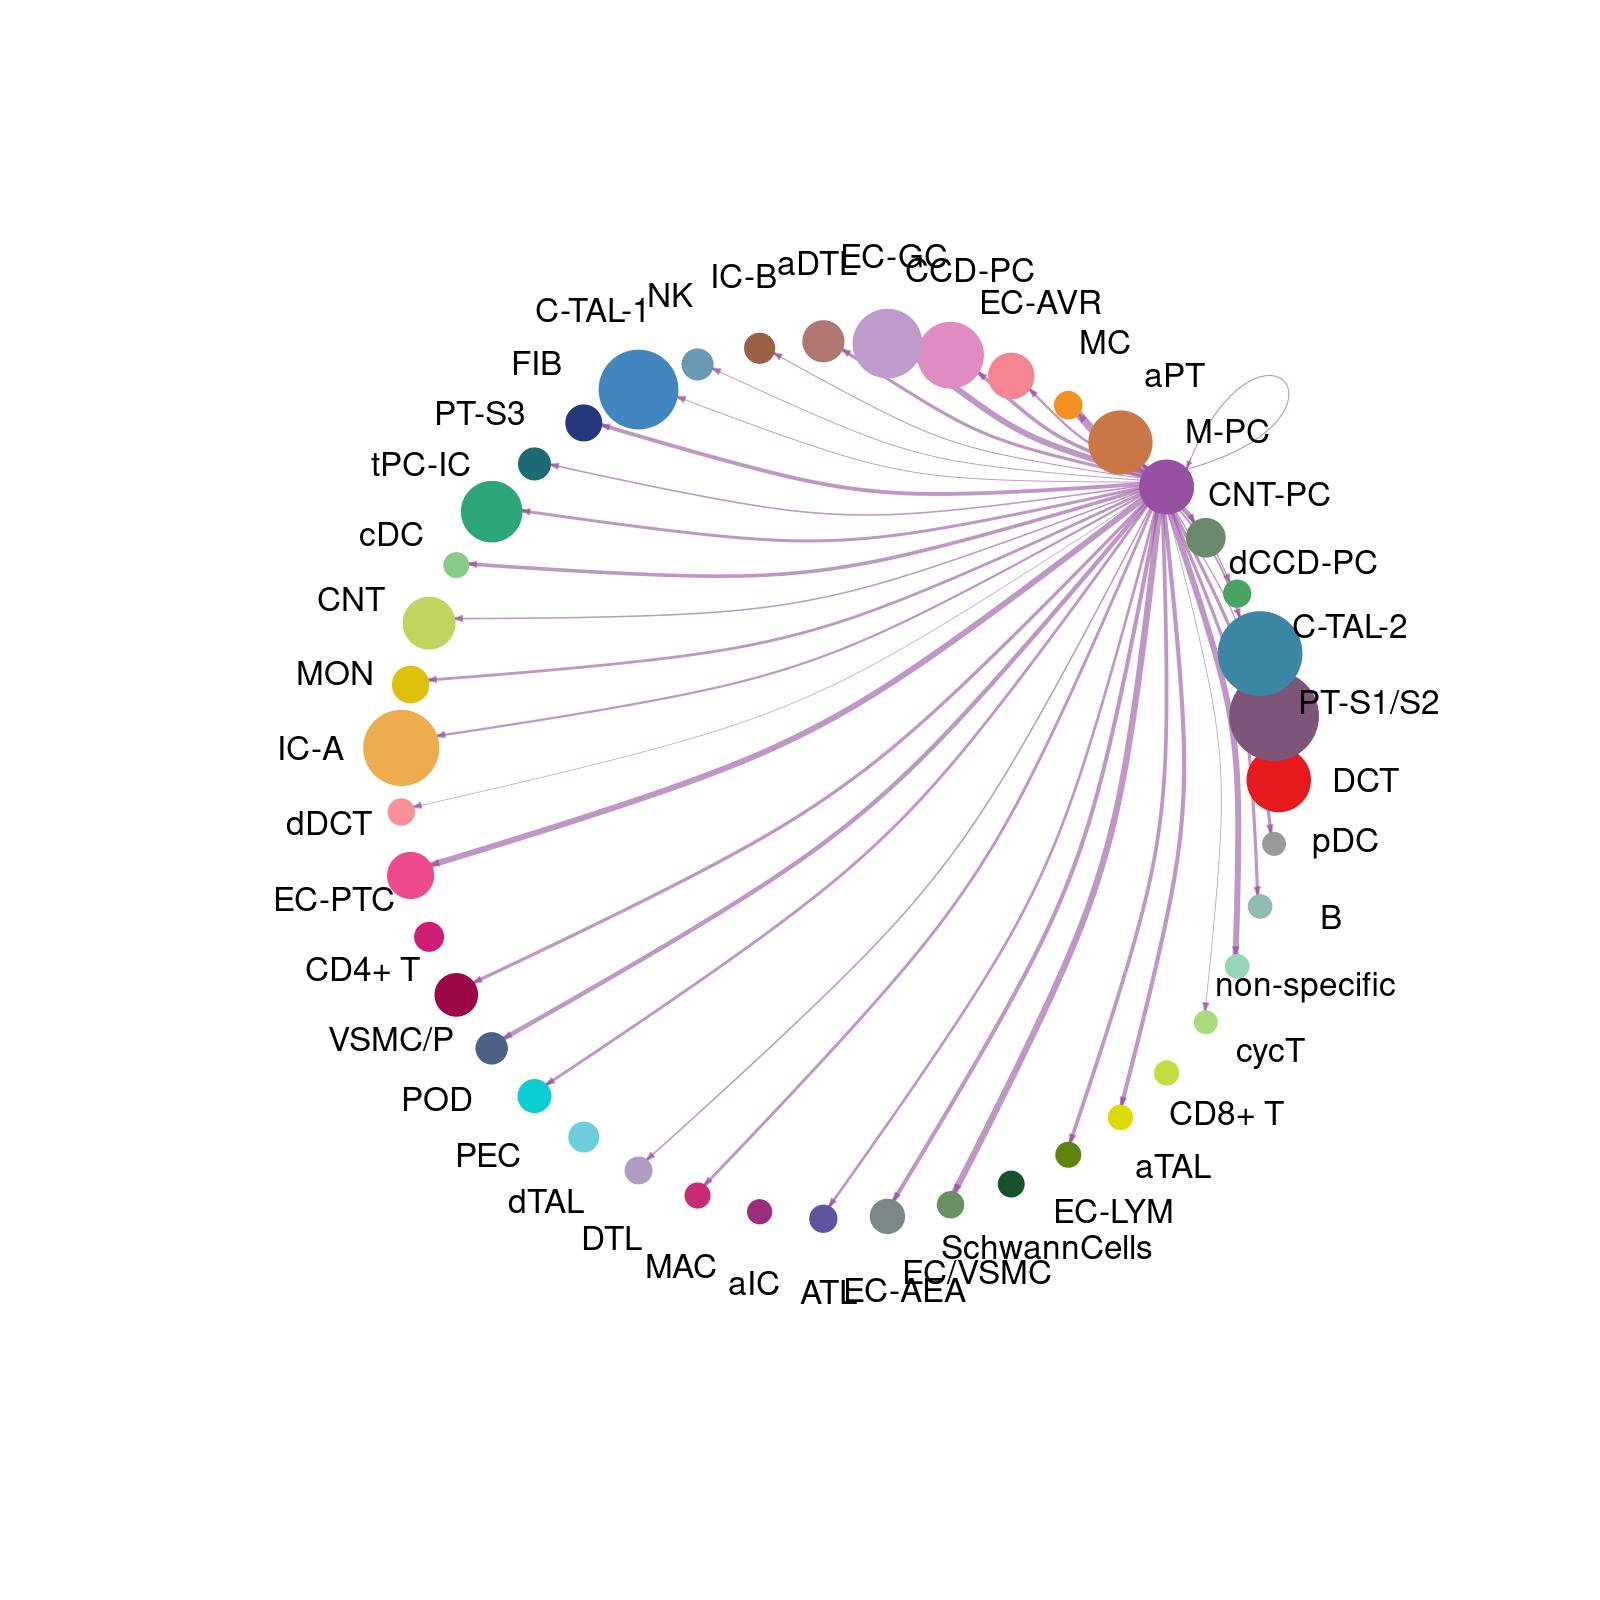 EC-GC
aDTL
CCD-PC
IC-B
NK
EC-AVR
C-TAL-1
MC
FIB
aPT
PT-S3
M-PC
tPC-IC
CNT-PC
cDC
dCCD-PC
CNT
C-TAL-2
MON
PT-S1/S2
IC-A
DCT
dDCT
pDC
EC-PTC
B
CD4+ T
non-specific
VSMC/P
cycT
POD
CD8+ T
PEC
aTAL
dTAL
EC-LYM
DTL
SchwannCells
MAC
EC/VSMC
aIC
ATL
EC-AEA